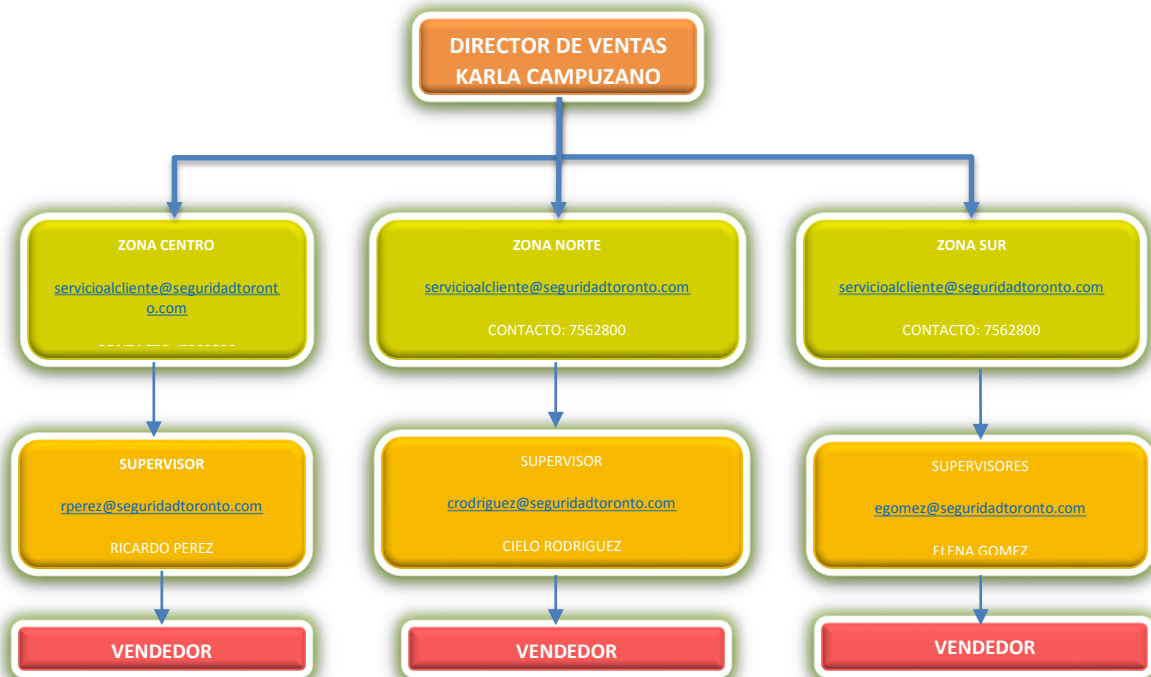 DIRECTOR DE VENTAS
KARLA CAMPUZANO
ZONA CENTRO
servicioalcliente@seguridadtoront
o.com
ZONA NORTE
servicioalcliente@seguridadtoronto.com
CONTACTO: 7562800
ZONA SUR
servicioalcliente@seguridadtoronto.com
CONTACTO: 7562800
SUPERVISOR
rperez@seguridadtoronto.com
RICARDO PEREZ
SUPERVISOR
crodriguez@seguridadtoronto.com
CIELO RODRIGUEZ
SUPERVISORES
egomez@seguridadtoronto.com
ELENA GOMEZ
VENDEDOR
VENDEDOR
VENDEDOR